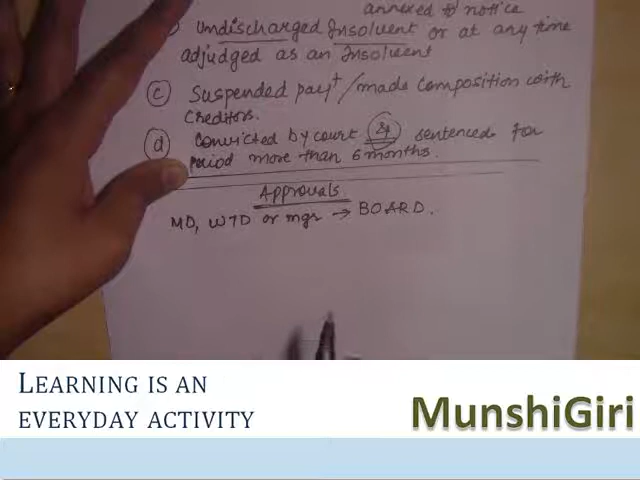 annexed to notice
Undischarged Insolvent or at any time
adjudged as an Insolvent
(c) Suspended payt/made composition with
creditors.
(d) Convicted by court & sentenced for
period more than 6 months.
Approvals
MD, WTD or mgr → BOARD.
LEARNING IS AN
EVERYDAY ACTIVITY
MunshiGiri